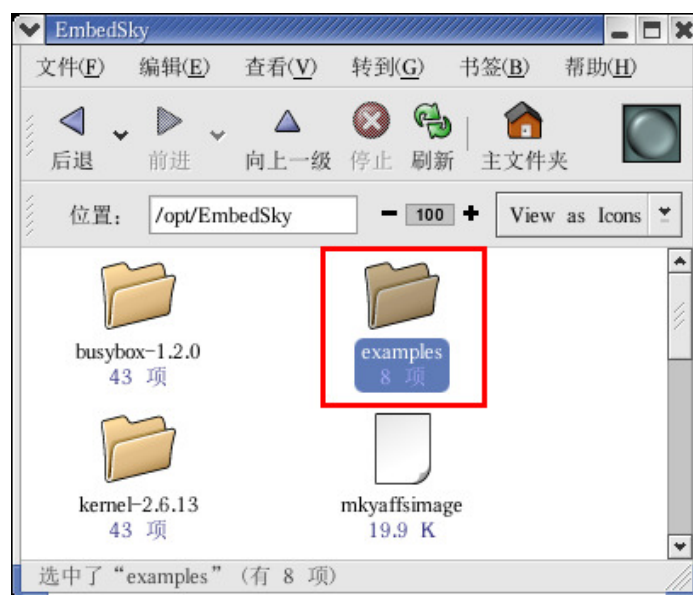 EmbedSky
文件(F) 编辑(E) 查看(V) 转到(G) 书签(B) 帮助(H)
后退 前进 向上一级 停止 刷新 主文件夹
位置: /opt/EmbedSky 100 View as Icons
busybox-1.2.0 examples
43 项 8 项
kernel-2.6.13 mkyaffsimage
43 项 19.9 K
选中了“examples” (有 8 项)